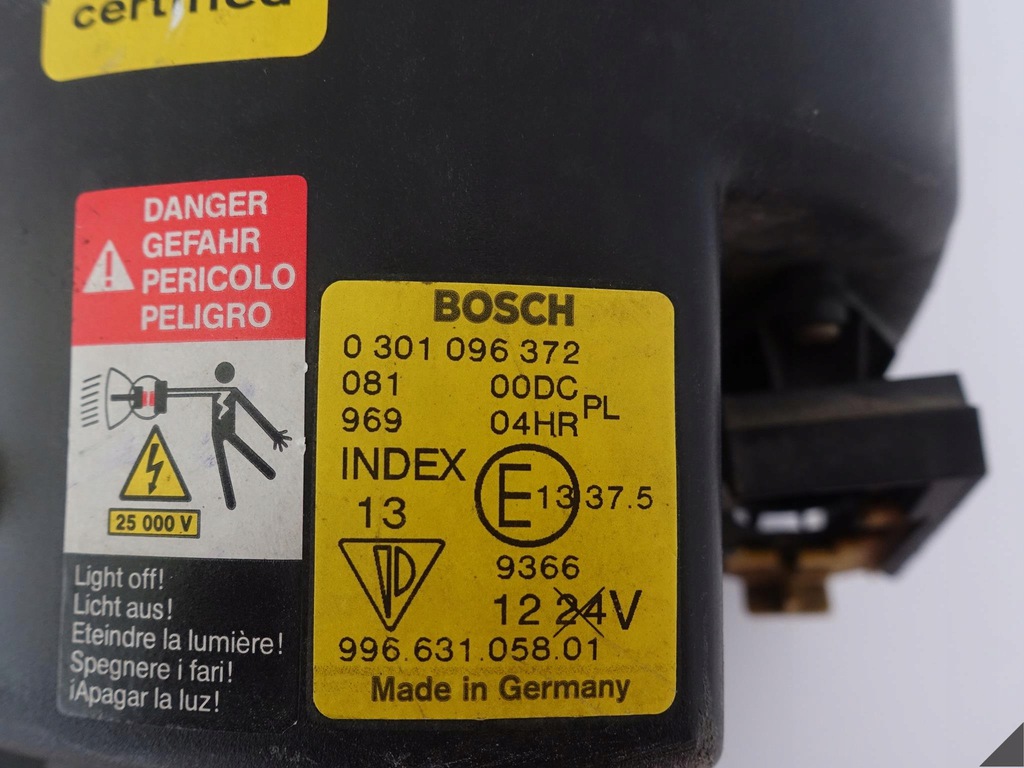 certified
DANGER
GEFAHR
PERICOLO
PELIGRO
25 000 V
Light off!
Licht aus!
Eteindre la lumière!
Spegnere i fari!
¡Apagar la luz!
BOSCH
0 301 096 372
081 00DC
969 04HR PL
INDEX
13
E 13 37.5
9366
12 24V
996.631.058.01
Made in Germany